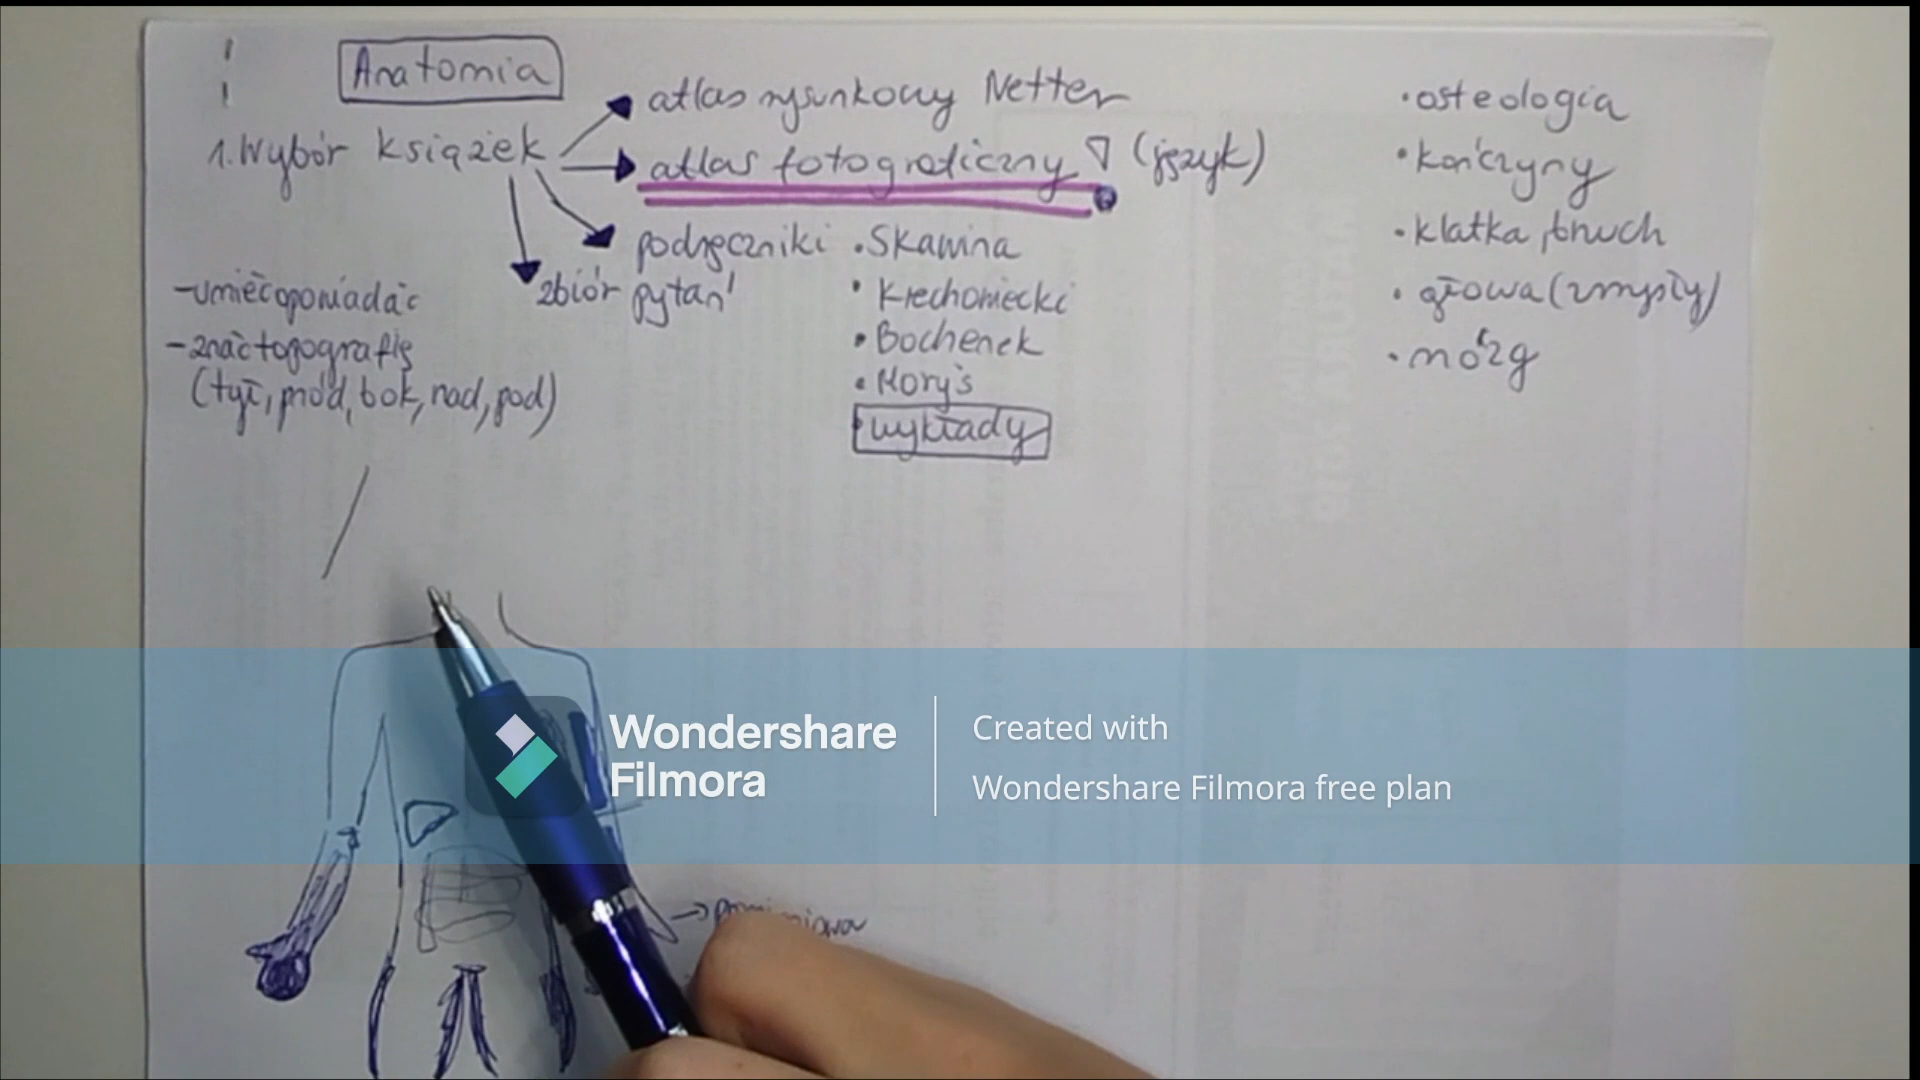 Anatomia
1. Wybór książek
atlas rysunkowy Netter
atlas fotograficzny (język)
podręczniki • Skawina
zbiór pytań
• Krechowiecki
• Bochenek
• Moryś
• wykłady
- umieć opowiadać
- znać topografię
(tył, przód, bok, nad, pod)
• osteologia
• kończyny
• klatka, brzuch
• głowa (zmysły)
• mózg
Wondershare
Filmora
Created with
Wondershare Filmora free plan